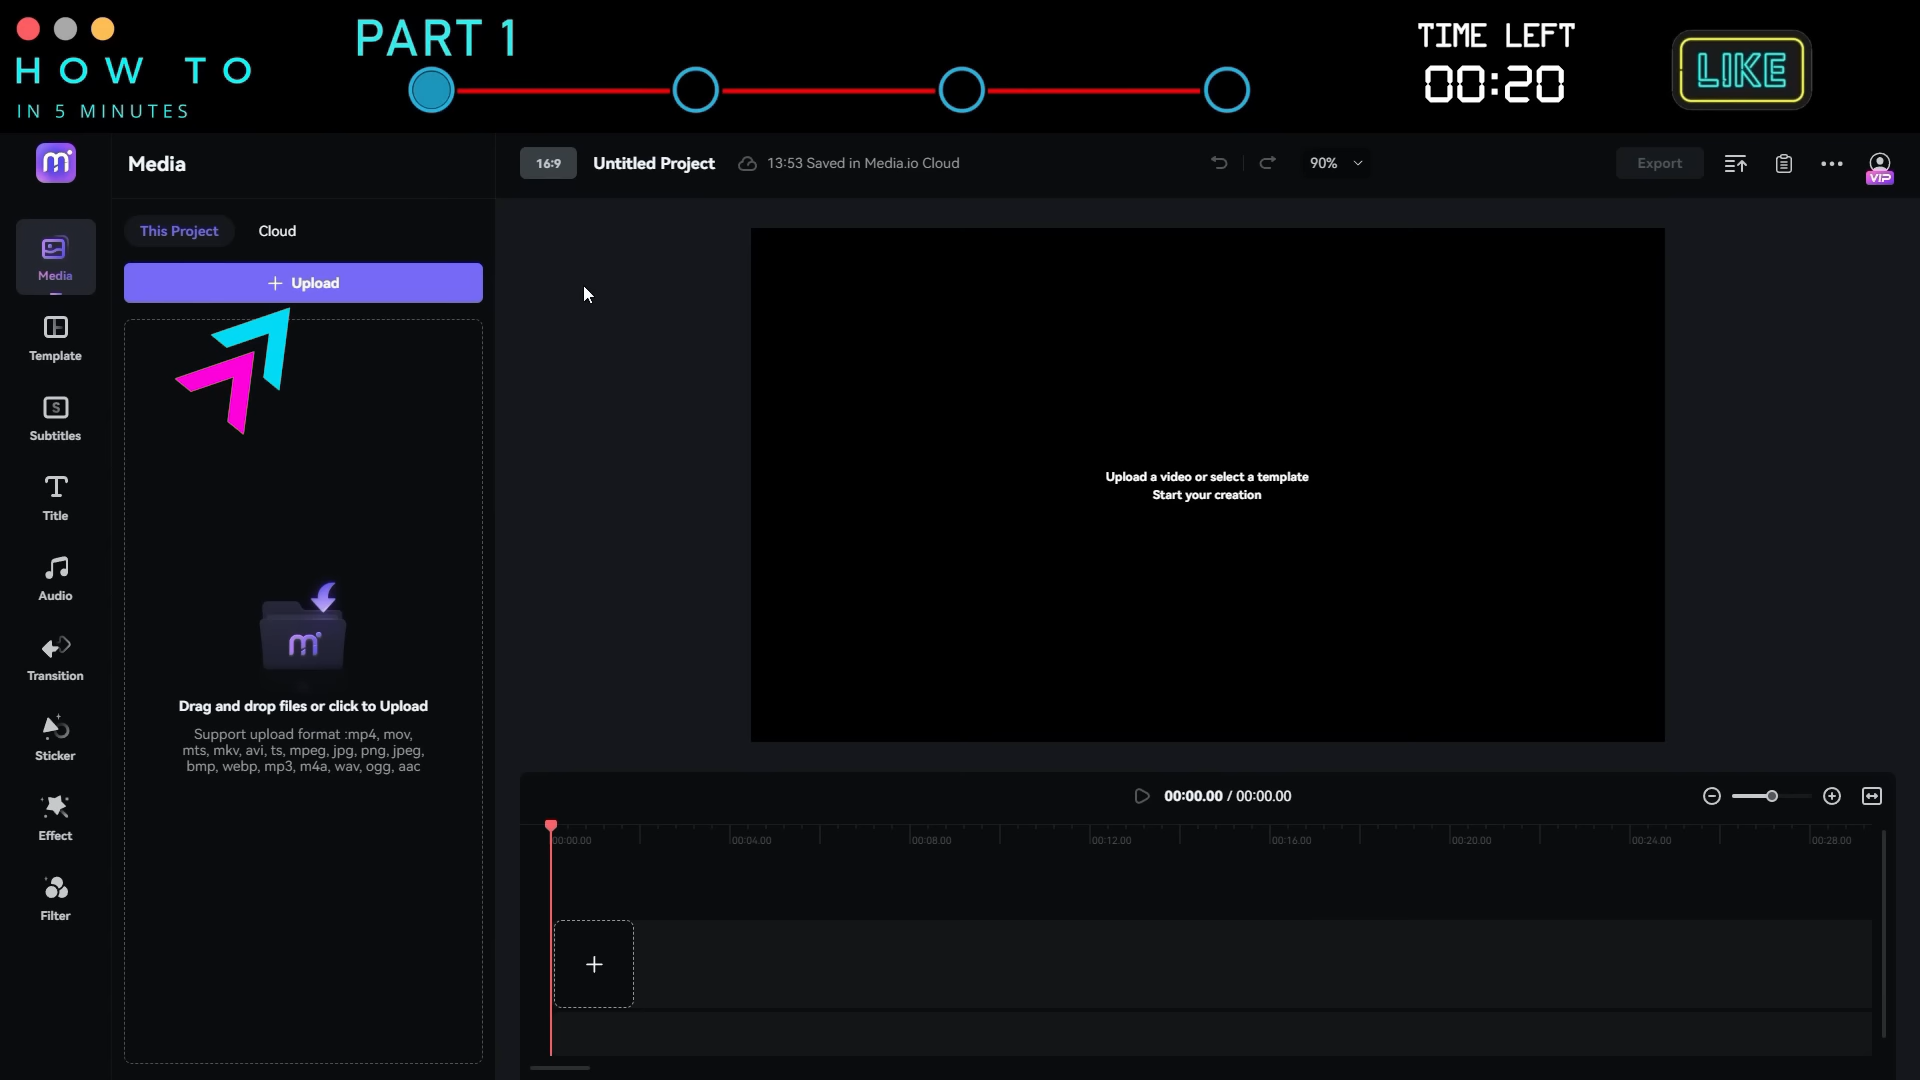 HOW TO
IN 5 MINUTES
PART 1
TIME LEFT
00:20
LIKE
Media
16:9
Untitled Project
13:53 Saved in Media.io Cloud
90%
Export
VIP
This Project
Cloud
Upload
Media
Template
Subtitles
Title
Audio
Transition
Sticker
Effect
Filter
Drag and drop files or click to Upload
Support upload format :mp4, mov,
mts, mkv, avi, ts, mpeg, jpg, png, jpeg,
bmp, webp, mp3, m4a, wav, ogg, aac
Upload a video or select a template
Start your creation
00:00.00 / 00:00.00
00:00.00
00:04.00
00:08.00
00:12.00
00:16.00
00:20.00
00:24.00
00:28.00